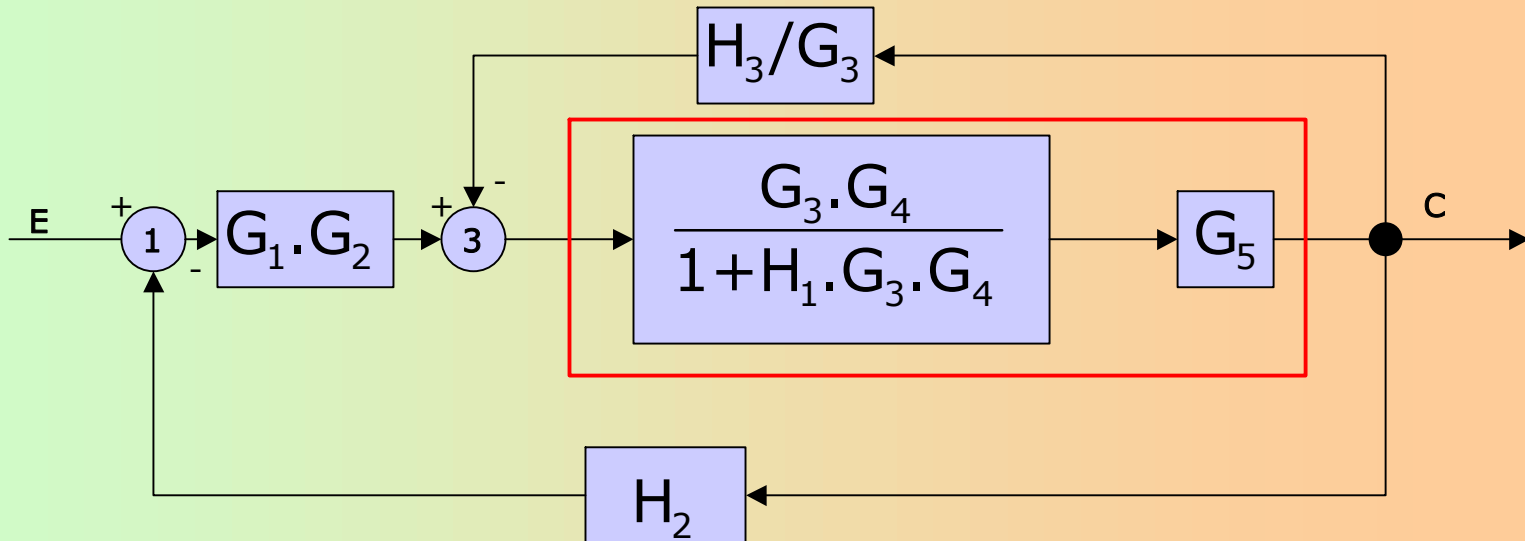 H₃/G₃
-
E
+
1
-
G₁.G₂
+
3
G₃.G₄
1+H₁.G₃.G₄
G₅
C
H₂